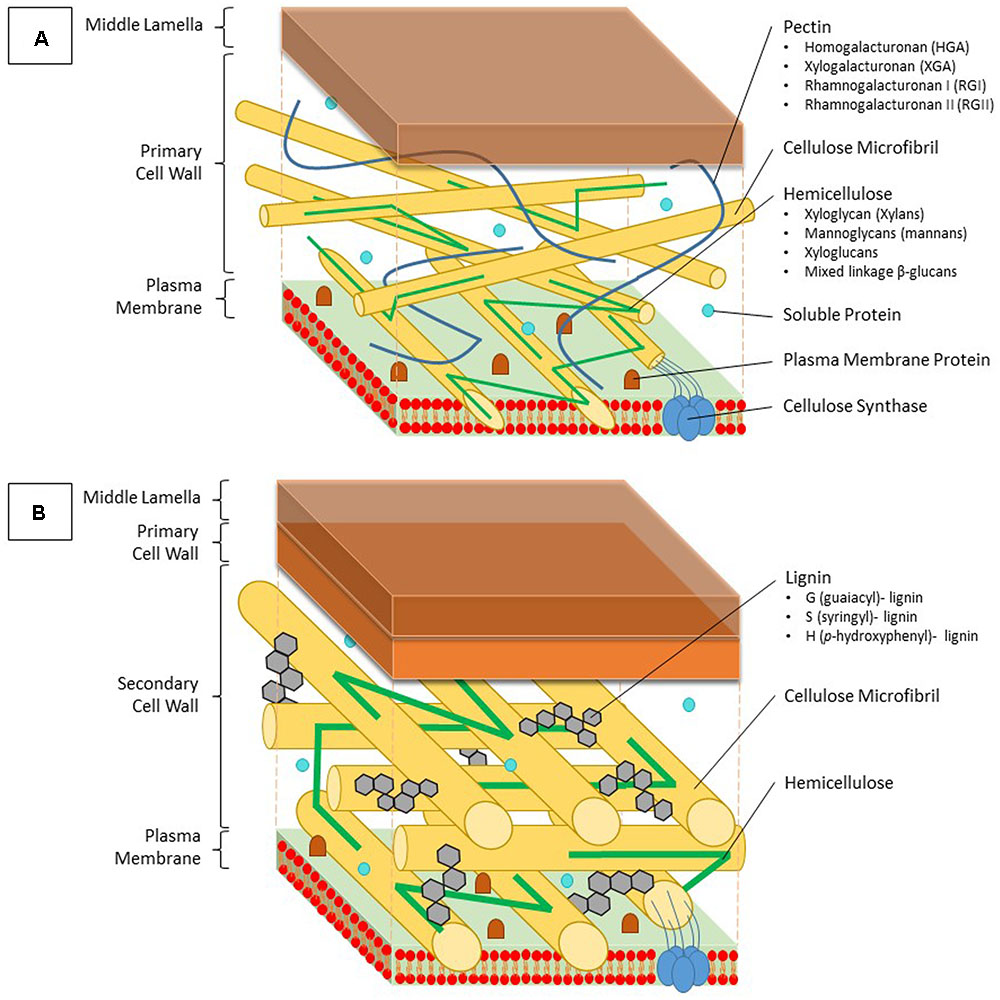 A
Middle Lamella
Primary
Cell Wall
Plasma
Membrane
Pectin
• Homogalacturonan (HGA)
• Xylogalacturonan (XGA)
• Rhamnogalacturonan I (RGI)
• Rhamnogalacturonan II (RGII)
Cellulose Microfibril
Hemicellulose
• Xyloglycan (Xylans)
• Mannoglycans (mannans)
• Xyloglucans
• Mixed linkage β-glucans
Soluble Protein
Plasma Membrane Protein
Cellulose Synthase
B
Middle Lamella
Primary
Cell Wall
Secondary
Cell Wall
Plasma
Membrane
Lignin
• G (guaiacyl)- lignin
• S (syringyl)- lignin
• H (p-hydroxyphenyl)- lignin
Cellulose Microfibril
Hemicellulose